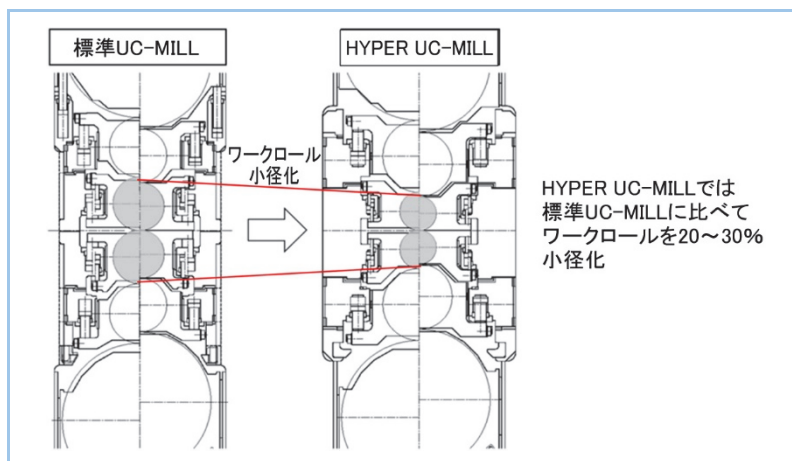 標準UC-MILL
HYPER UC-MILL
ワークロール
小径化
HYPER UC-MILLでは
標準UC-MILLに比べて
ワークロールを20～30%
小径化